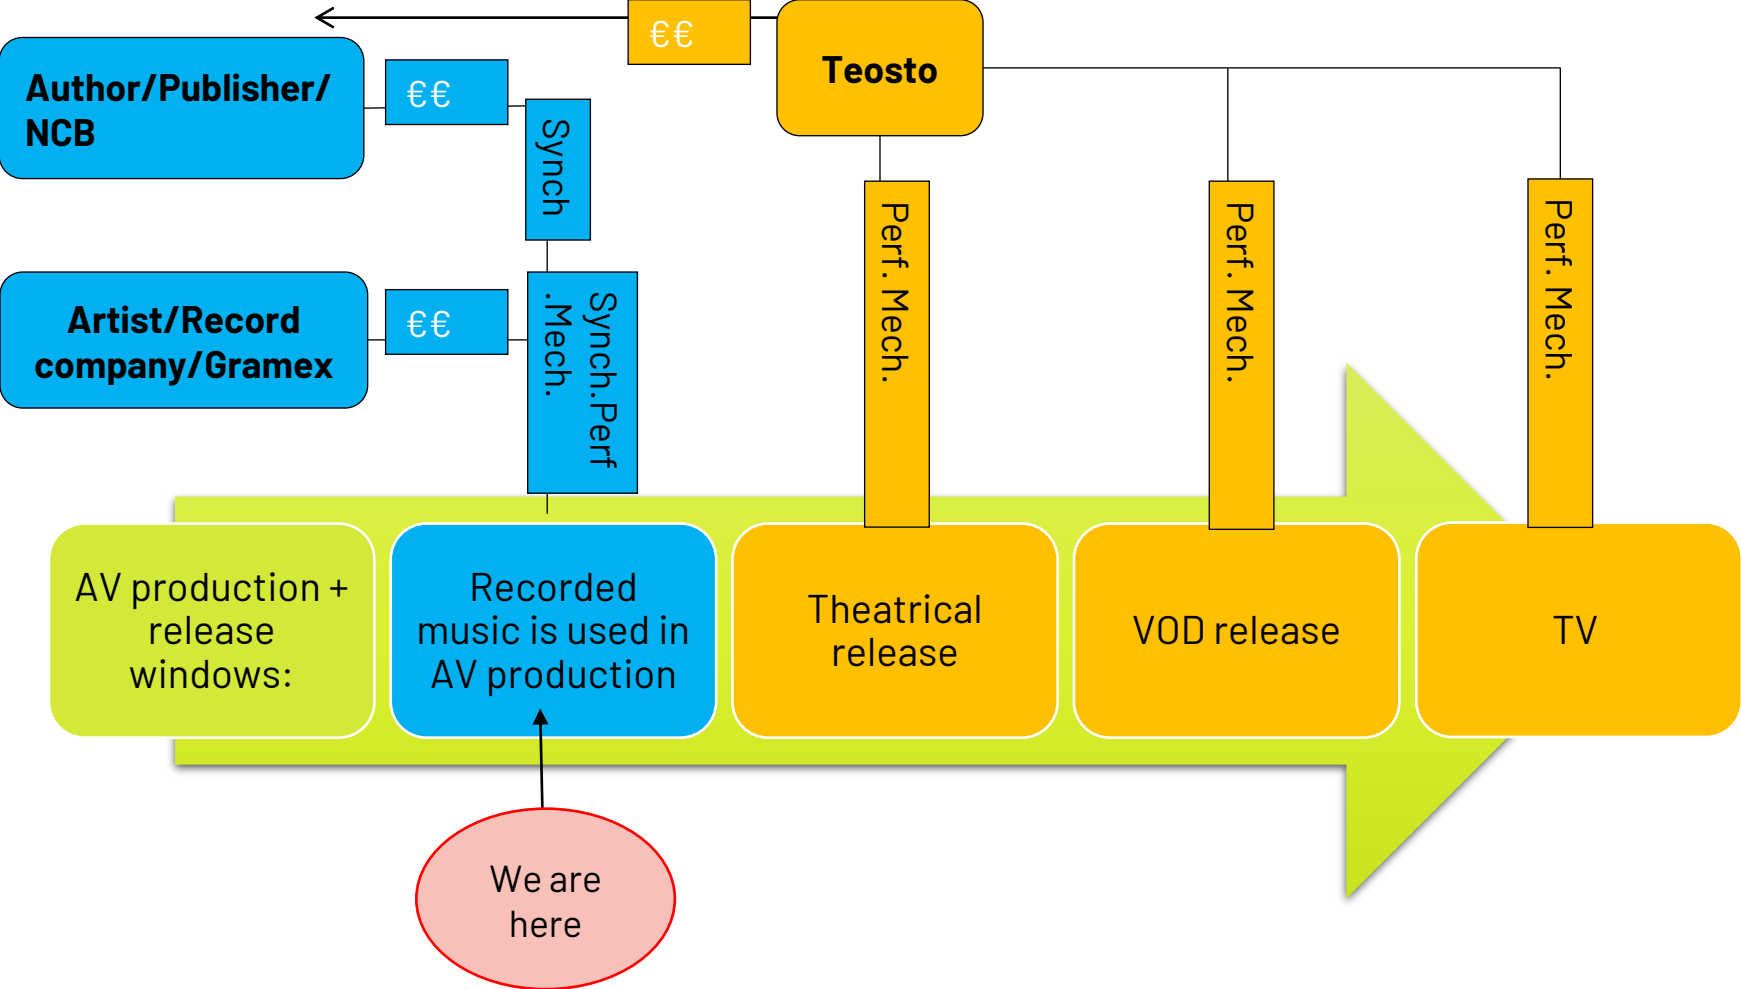 €€
Teosto
Author/Publisher/
NCB
€€
Synch
Artist/Record
company/Gramex
€€
Synch.Perf
.Mech.
Perf. Mech.
Perf. Mech.
Perf. Mech.
AV production +
release
windows:
Recorded
music is used in
AV production
Theatrical
release
VOD release
TV
We are
here